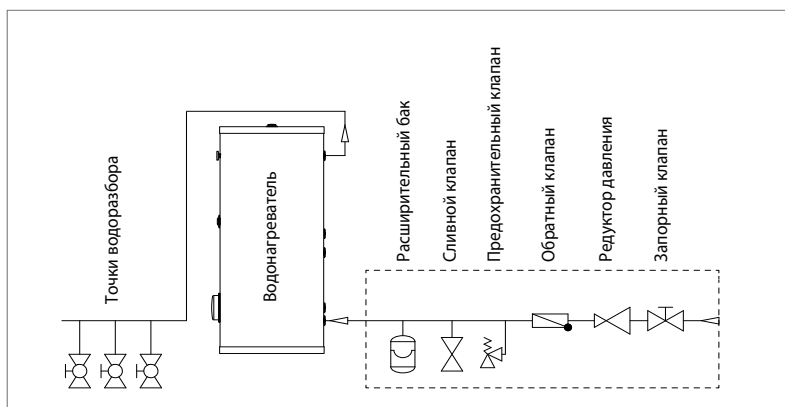 Точки водоразбора
Водонагреватель
Расширительный бак
Сливной клапан
Предохранительный клапан
Обратный клапан
Редуктор давления
Запорный клапан